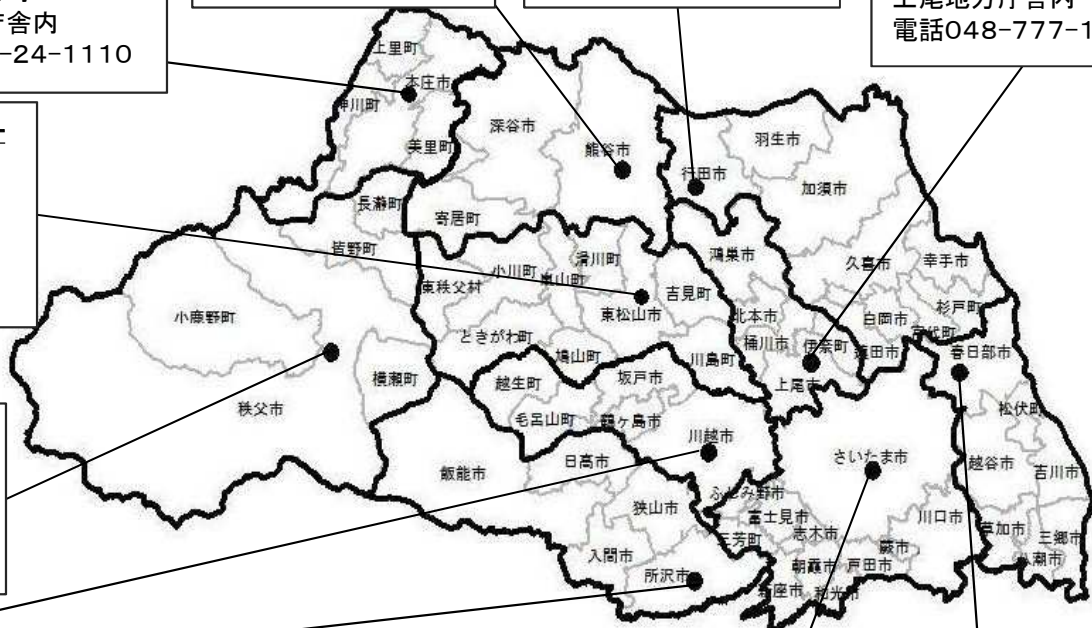 庁舎内
-24-1110
上尾地方庁舎内
電話048-777-1
上里町
本庄市
神川町
美里町
深谷市
熊谷市
行田市
羽生市
加須市
長瀞町
寄居町
皆野町
小川町
嵐山町
滑川町
東秩父村
吉見町
鴻巣市
久喜市
幸手市
小鹿野町
東松山市
北本市
白岡市
杉戸町
ときがわ町
桶川市
伊奈町
宮代町
蓮田市
春日部市
鳩山町
川島町
横瀬町
越生町
坂戸市
上尾市
秩父市
毛呂山町
鶴ヶ島市
松伏町
川越市
さいたま市
越谷市
吉川市
飯能市
日高市
狭山市
ふじみ野市
富士見市
川口市
三芳町
志木市
草加市
三郷市
入間市
蕨市
八潮市
所沢市
朝霞市
戸田市
新座市
和光市